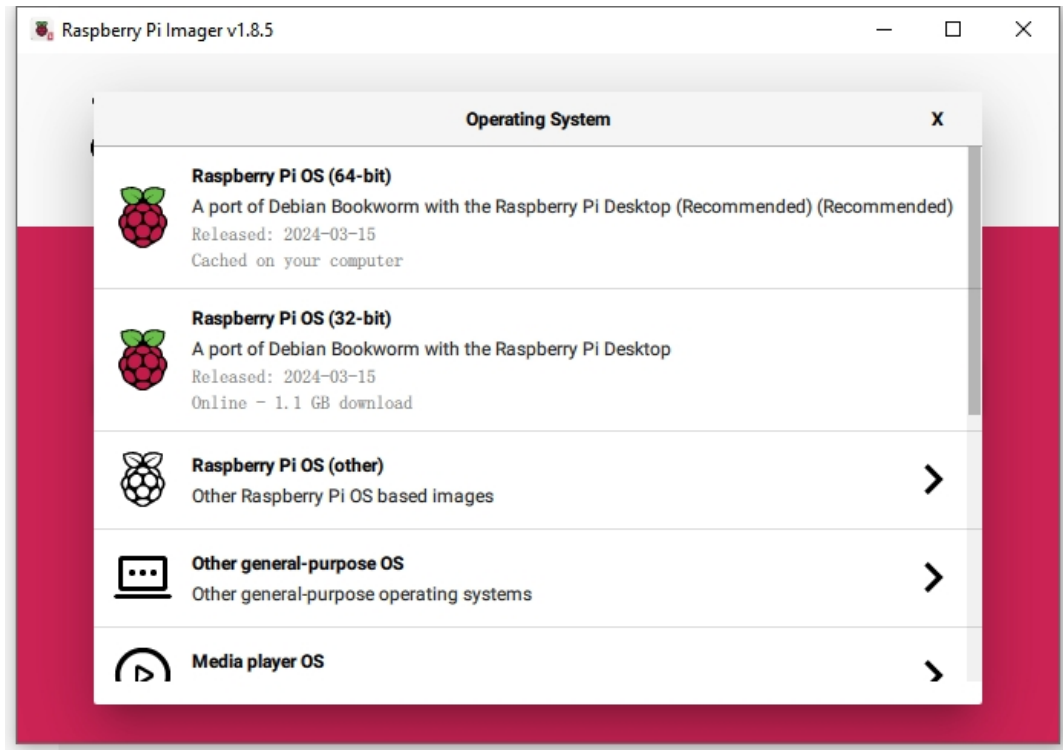 Raspberry Pi Imager v1.8.5
Operating System
X
Raspberry Pi OS (64-bit)
A port of Debian Bookworm with the Raspberry Pi Desktop (Recommended) (Recommended)
Released: 2024-03-15
Cached on your computer
Raspberry Pi OS (32-bit)
A port of Debian Bookworm with the Raspberry Pi Desktop
Released: 2024-03-15
Online - 1.1 GB download
Raspberry Pi OS (other)
Other Raspberry Pi OS based images
Other general-purpose OS
Other general-purpose operating systems
Media player OS